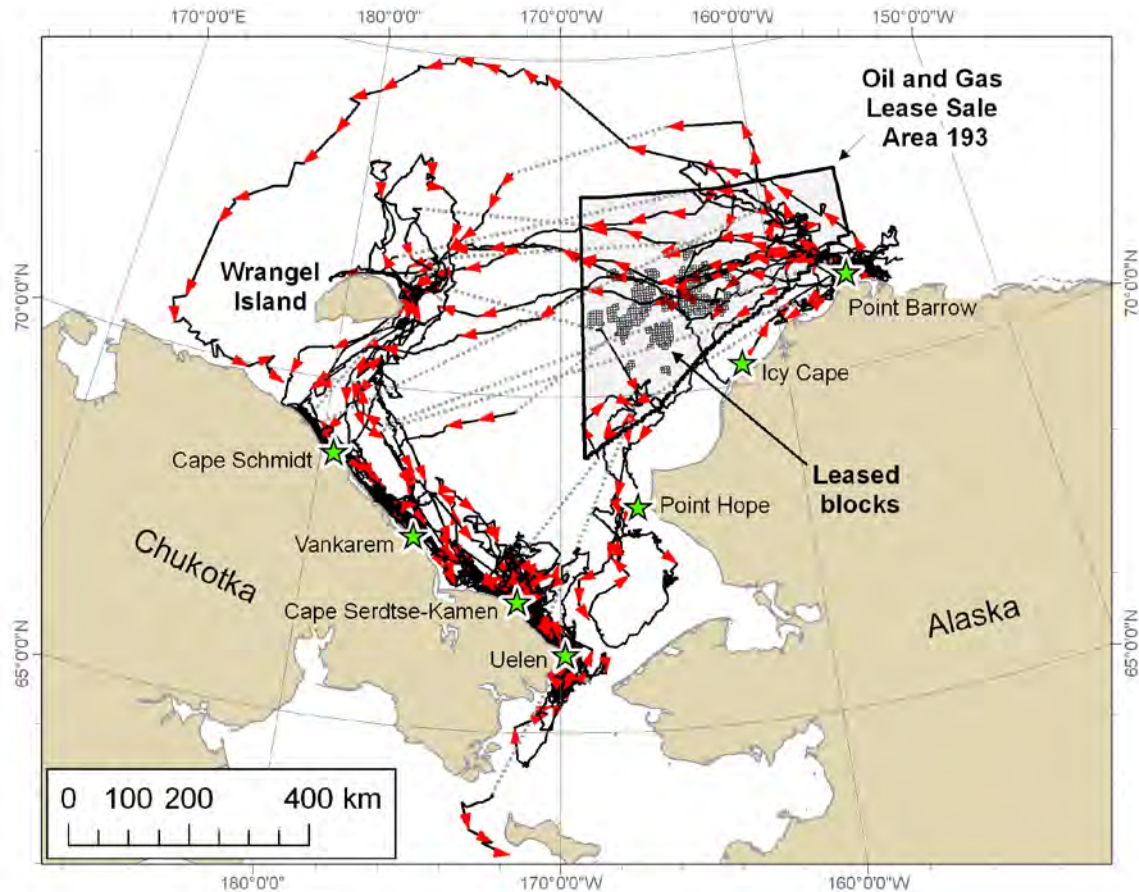 170°0'0"E
180°0'0"
170°0'0"W
160°0'0"W
150°0'0"W
Oil and Gas
Lease Sale
Area 193
Wrangel
Island
70°0'0"N
70°0'0"N
Point Barrow
Icy Cape
Cape Schmidt
Leased
blocks
Point Hope
Vankarem
Chukotka
Cape Serdtse-Kamen
Alaska
Uelen
65°0'0"N
65°0'0"N
0 100 200 400 km
180°0'0"
170°0'0"W
160°0'0"W